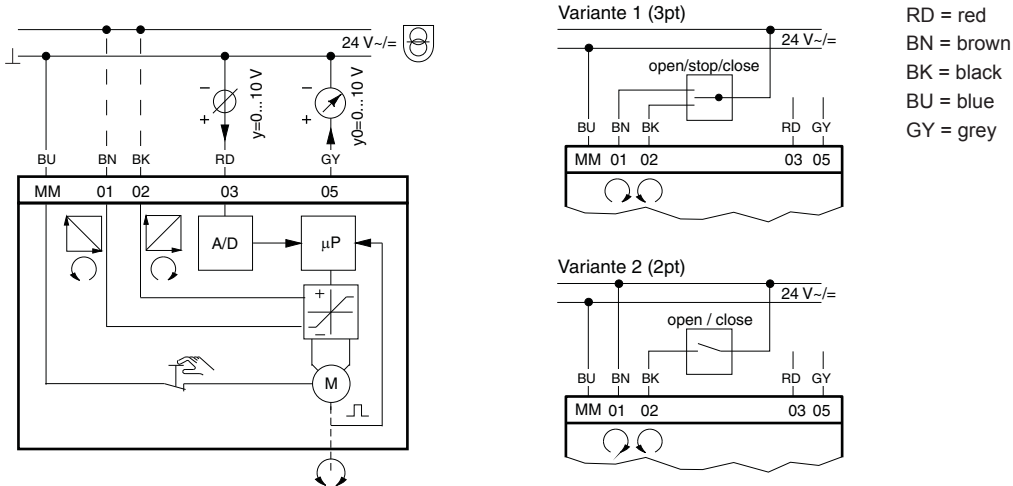 24 V~/=
⊥
y=0...10 V
y0=0...10 V
–
+
–
+
BU BN BK RD GY
MM 01 02 03 05
A/D
µP
+
–
M
Variante 1 (3pt)
24 V~/=
open/stop/close
BU BN BK RD GY
MM 01 02 03 05
Variante 2 (2pt)
24 V~/=
open / close
BU BN BK RD GY
MM 01 02 03 05
RD = red
BN = brown
BK = black
BU = blue
GY = grey